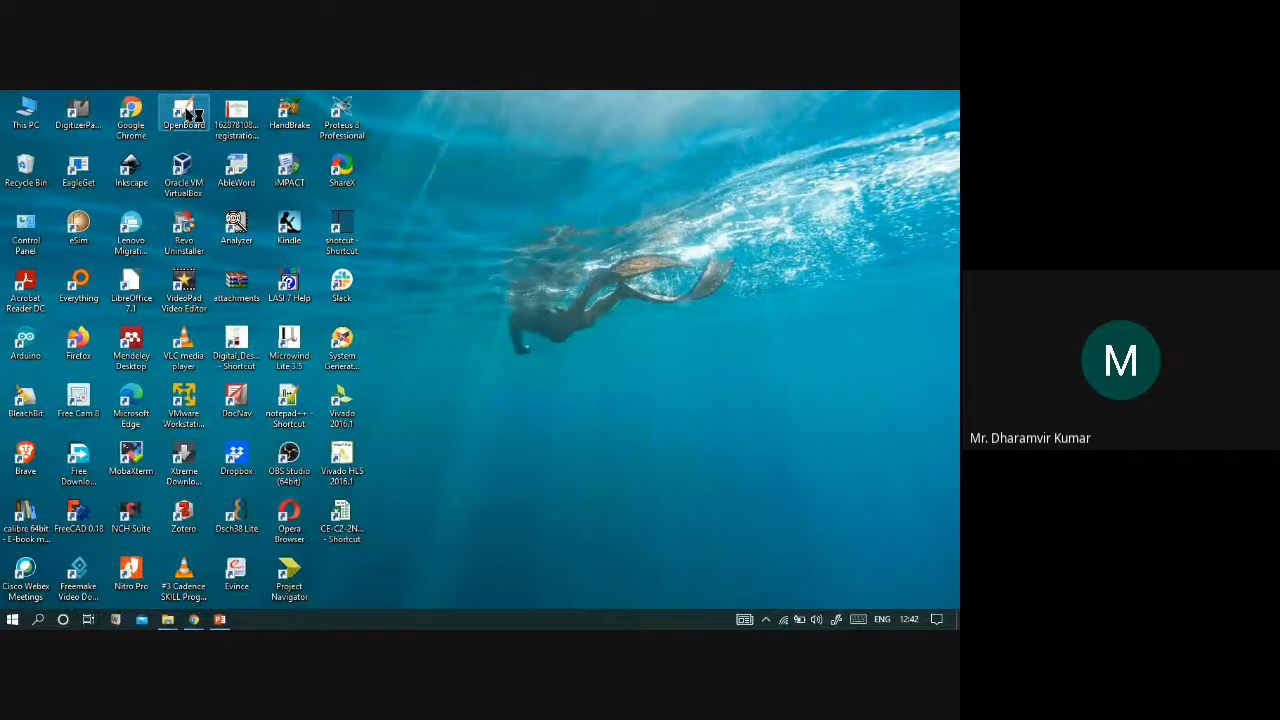 This PC
DigitizerPa...
Google
Chrome
OpenBoard
162878108...
registratio...
HandBrake
Proteus 8
Professional
Recycle Bin
EagleGet
Inkscape
Oracle VM
VirtualBox
AbleWord
iMPACT
ShareX
Control
Panel
eSim
Lenovo
Migrati...
Revo
Uninstaller
Analyzer
Kindle
shotcut -
Shortcut
Acrobat
Reader DC
Everything
LibreOffice
7.1
VideoPad
Video Editor
attachments
LASI 7 Help
Slack
Arduino
Firefox
Mendeley
Desktop
VLC media
player
Digital_Des...
- Shortcut
Microwind
Lite 3.5
System
Generat...
BleachBit
Free Cam 8
Microsoft
Edge
VMware
Workstati...
DocNav
notepad++ -
Shortcut
Vivado
2016.1
Brave
Free
Downlo...
MobaXterm
Xtreme
Downlo...
Dropbox
OBS Studio
(64bit)
Vivado HLS
2016.1
calibre 64bit
- E-book m...
FreeCAD 0.18
NCH Suite
Zotero
Dsch38 Lite
Opera
Browser
CE-C2-2N...
- Shortcut
Cisco Webex
Meetings
Freemake
Video Do...
Nitro Pro
#3 Cadence
SKILL Prog...
Evince
Project
Navigator
ENG
12:42
M
Mr. Dharamvir Kumar